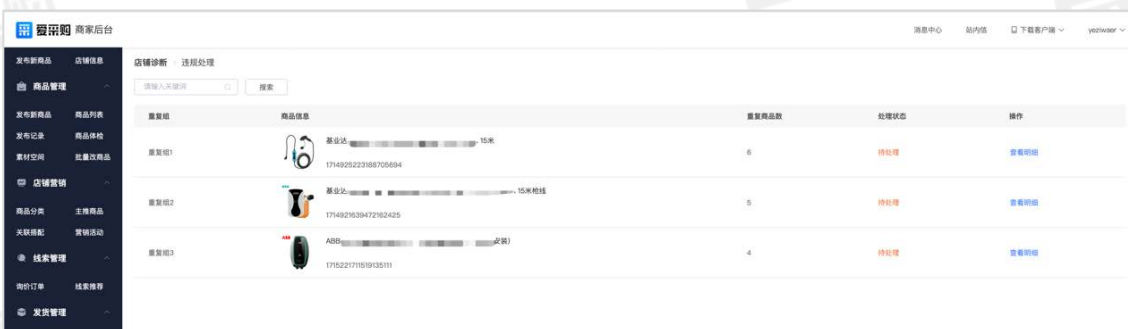 爱采购 商家后台
消息中心 站内信 下载客户端 yeziwaer
发布新商品 店铺信息
商品管理
发布新商品 商品列表
发布记录 商品体检
素材空间 批量改商品
店铺营销
商品分类 主推商品
关联搭配 营销活动
线索管理
询价订单 线索推荐
发货管理
店铺诊断 违规处理
请输入关键词 搜索
重复组 商品信息 重复商品数 处理状态 操作
重复组1 基业达 15米 6 待处理 查看明细
1714925223188705694
重复组2 基业达 15米枪线 5 待处理 查看明细
1714921639472162425
重复组3 ABB 安装) 4 待处理 查看明细
1715221711519135111